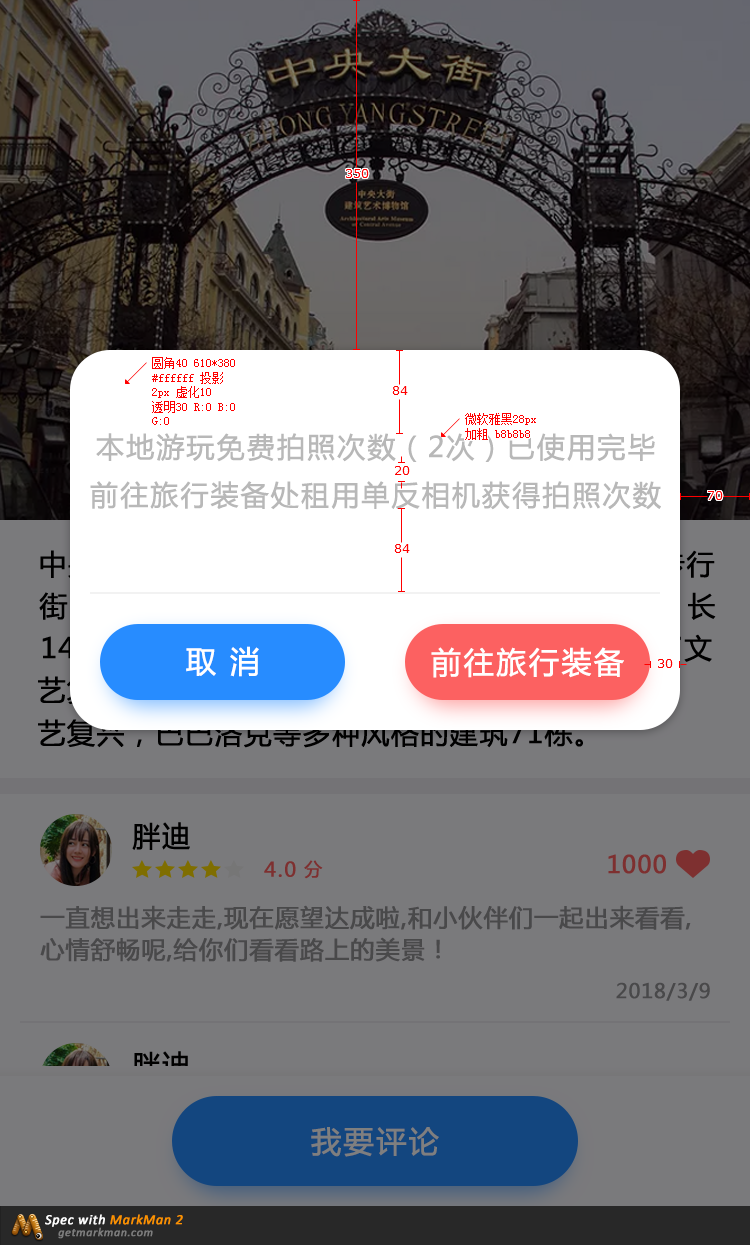 中央大街
ZHONG YANG STREET
350
中央大街
建筑艺术博物馆
Architectural Arts Museum
of Central Avenue
圆角40 610*380
#ffffff 投影
2px 虚化10
透明30 R:0 B:0
G:0
84
微软雅黑28px
加粗 b8b8b8
本地游玩免费拍照次数（2次）已使用完毕
20
前往旅行装备处租用单反相机获得拍照次数
70
84
中
行
街
长
14
文
艺
取 消
前往旅行装备
30
艺复兴，巴巴洛克等多种风格的建筑71栋。
胖迪
4.0 分
1000
一直想出来走走,现在愿望达成啦,和小伙伴们一起出来看看,
心情舒畅呢,给你们看看路上的美景！
2018/3/9
胖迪
我要评论
Spec with MarkMan 2
getmarkman.com